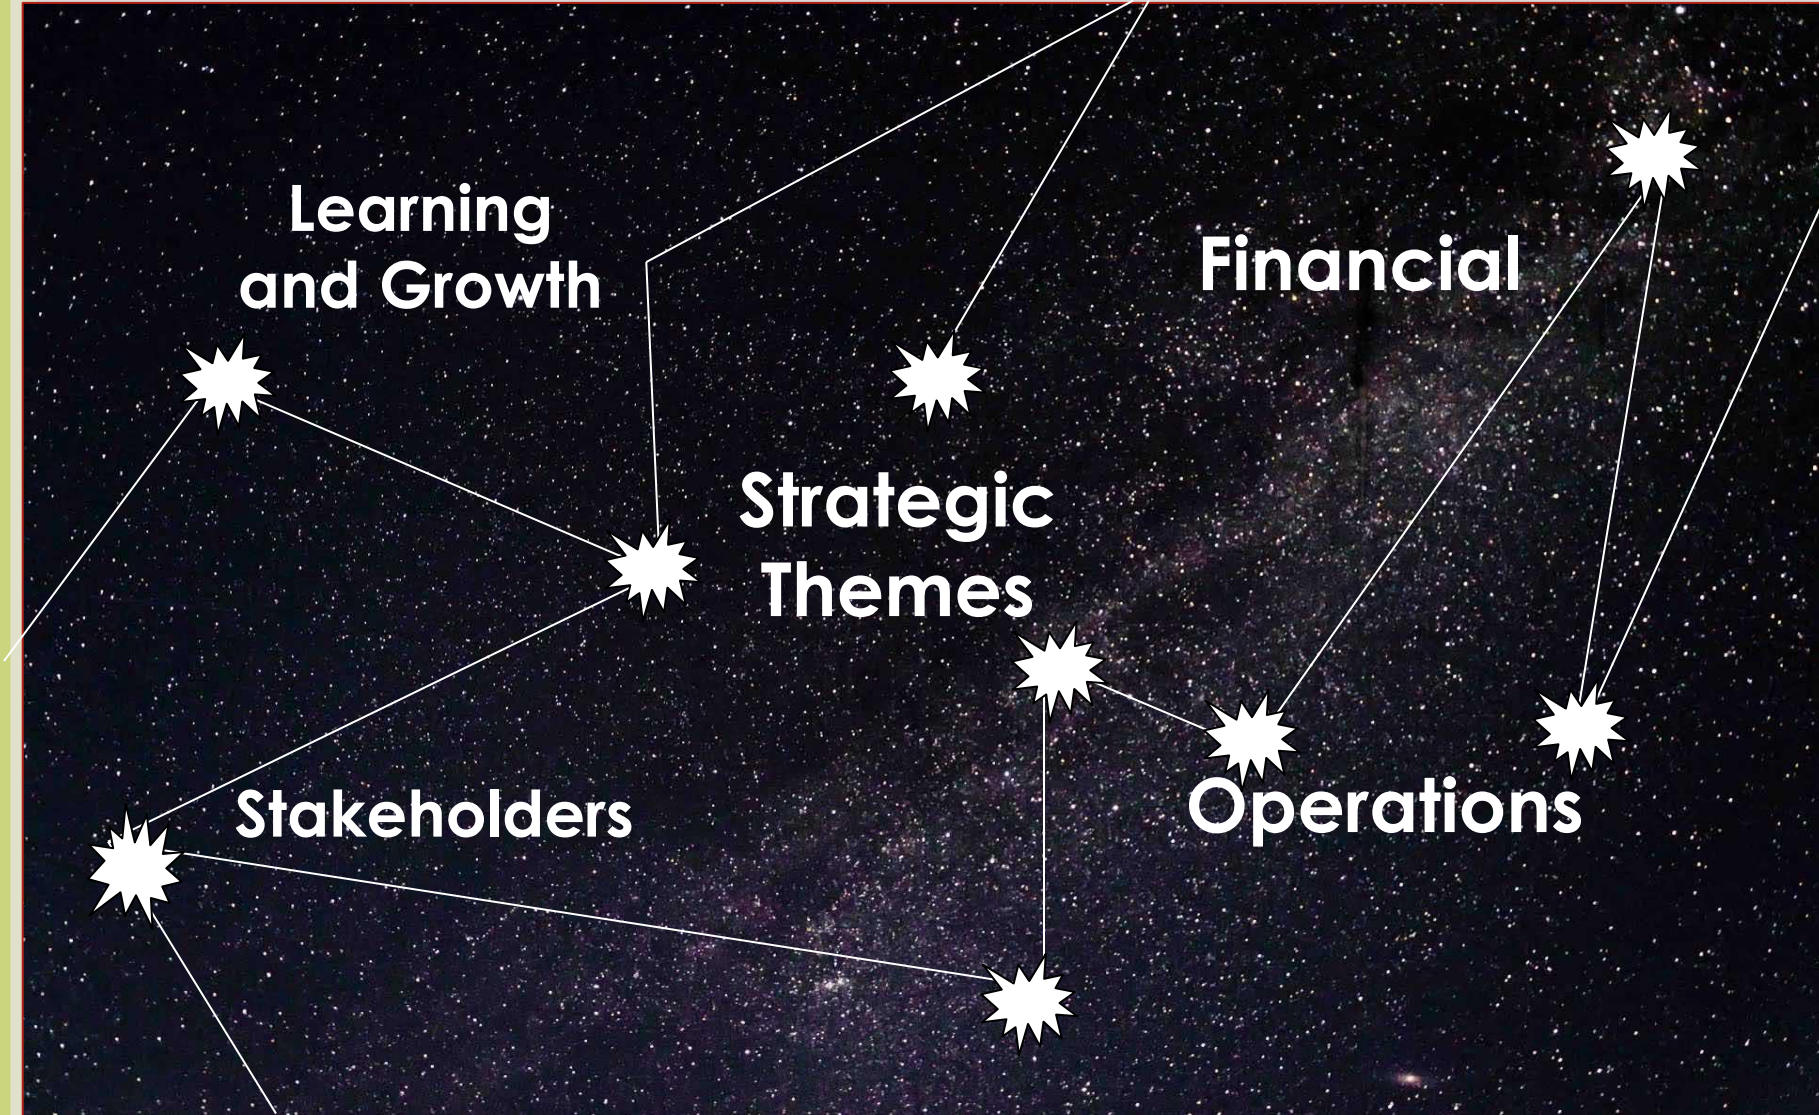 Learning
and Growth
Financial
Strategic
Themes
Stakeholders
Operations